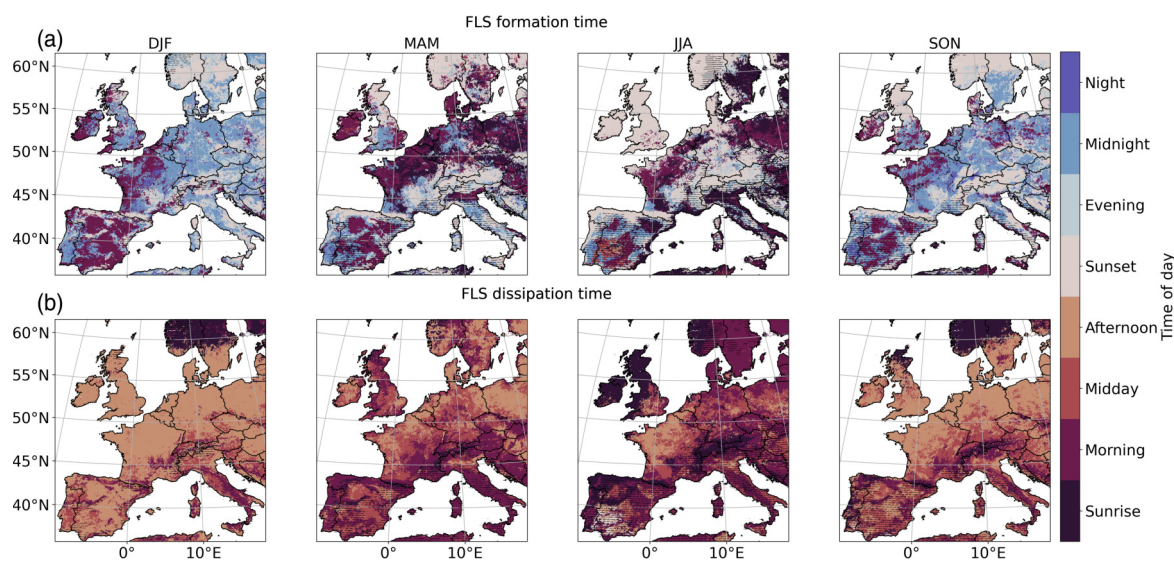 FLS formation time
(a)
DJF
MAM
JJA
SON
60°N
55°N
50°N
45°N
40°N
Night
Midnight
Evening
Sunset
Afternoon
Midday
Morning
Sunrise
Time of day
FLS dissipation time
(b)
60°N
55°N
50°N
45°N
40°N
0°
10°E
0°
10°E
0°
10°E
0°
10°E